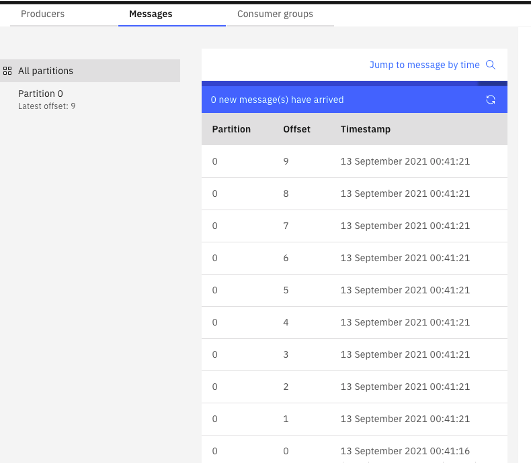 Producers Messages Consumer groups
All partitions
Partition 0
Latest offset: 9
Jump to message by time
0 new message(s) have arrived
Partition Offset Timestamp
0 9 13 September 2021 00:41:21
0 8 13 September 2021 00:41:21
0 7 13 September 2021 00:41:21
0 6 13 September 2021 00:41:21
0 5 13 September 2021 00:41:21
0 4 13 September 2021 00:41:21
0 3 13 September 2021 00:41:21
0 2 13 September 2021 00:41:21
0 1 13 September 2021 00:41:21
0 0 13 September 2021 00:41:16